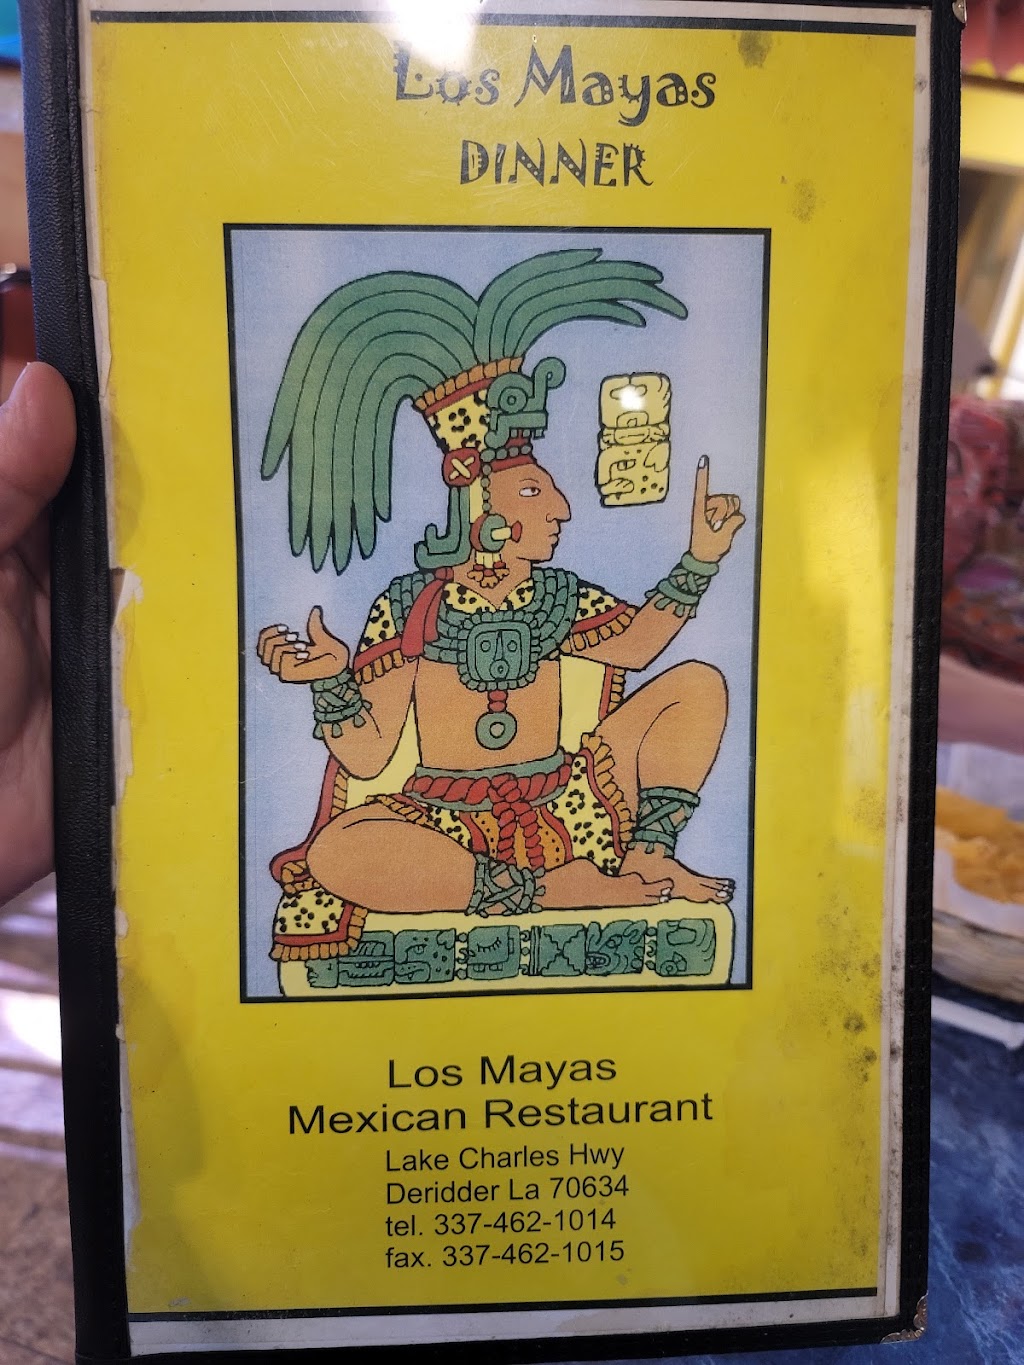 Los Mayas
DINNER
Los Mayas
Mexican Restaurant
Lake Charles Hwy
Deridder La 70634
tel. 337-462-1014
fax. 337-462-1015